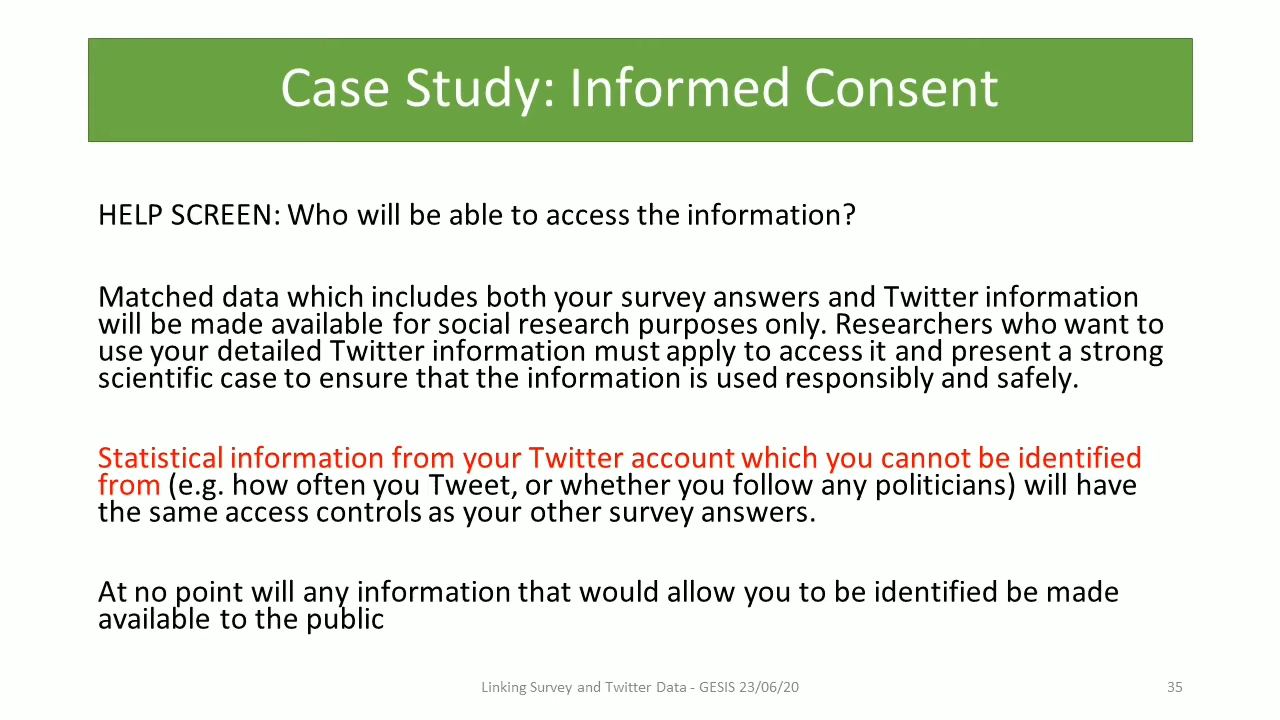 Case Study: Informed Consent
HELP SCREEN: Who will be able to access the information?
Matched data which includes both your survey answers and Twitter information
will be made available for social research purposes only. Researchers who want to
use your detailed Twitter information must apply to access it and present a strong
scientific case to ensure that the information is used responsibly and safely.
Statistical information from your Twitter account which you cannot be identified
from (e.g. how often you Tweet, or whether you follow any politicians) will have
the same access controls as your other survey answers.
At no point will any information that would allow you to be identified be made
available to the public
Linking Survey and Twitter Data - GESIS 23/06/20
35